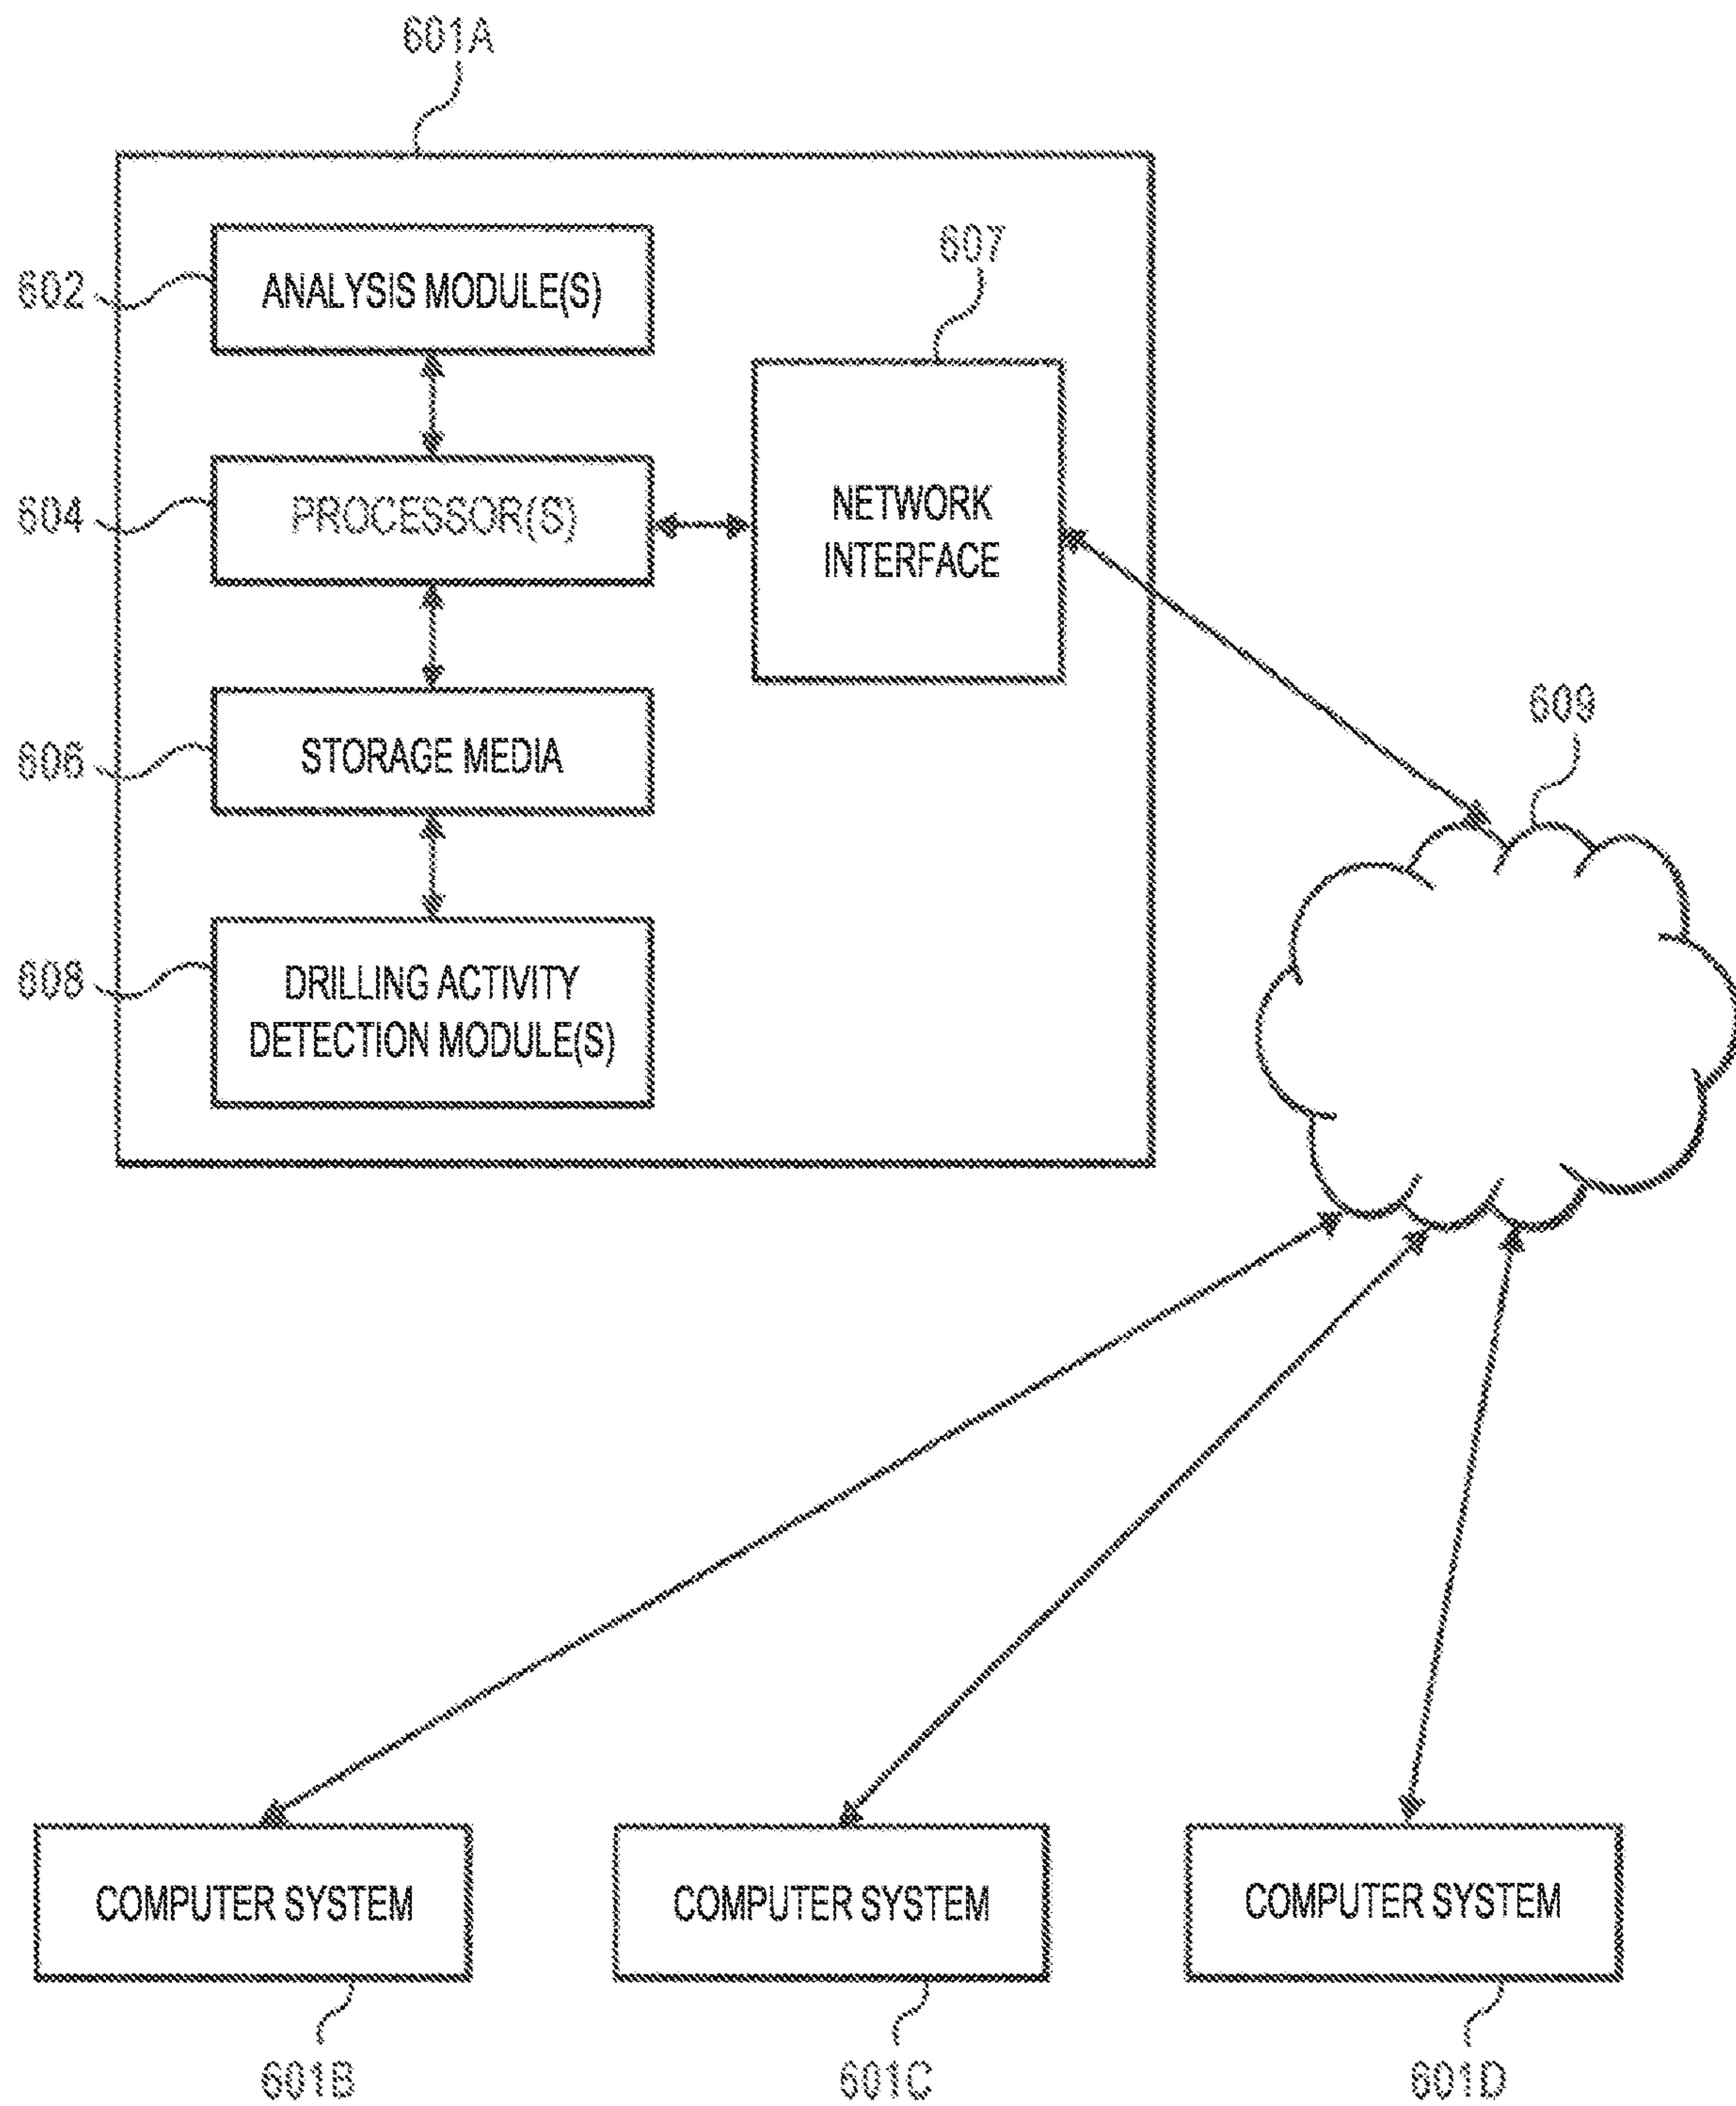 601A
602
ANALYSIS MODULE(S)
607
604
PROCESSOR(S)
NETWORK
INTERFACE
606
STORAGE MEDIA
609
608
DRILLING ACTIVITY
DETECTION MODULE(S)
COMPUTER SYSTEM
COMPUTER SYSTEM
COMPUTER SYSTEM
601B
601C
601D